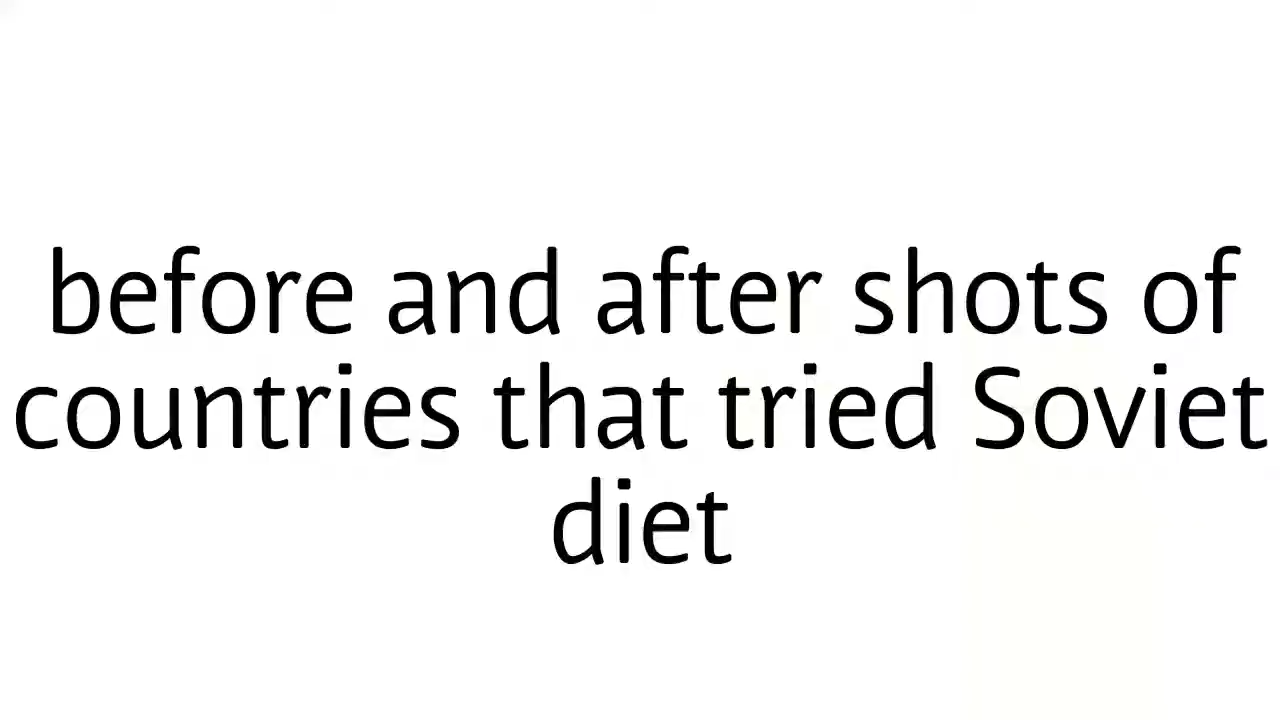 before and after shots of
countries that tried Soviet
diet